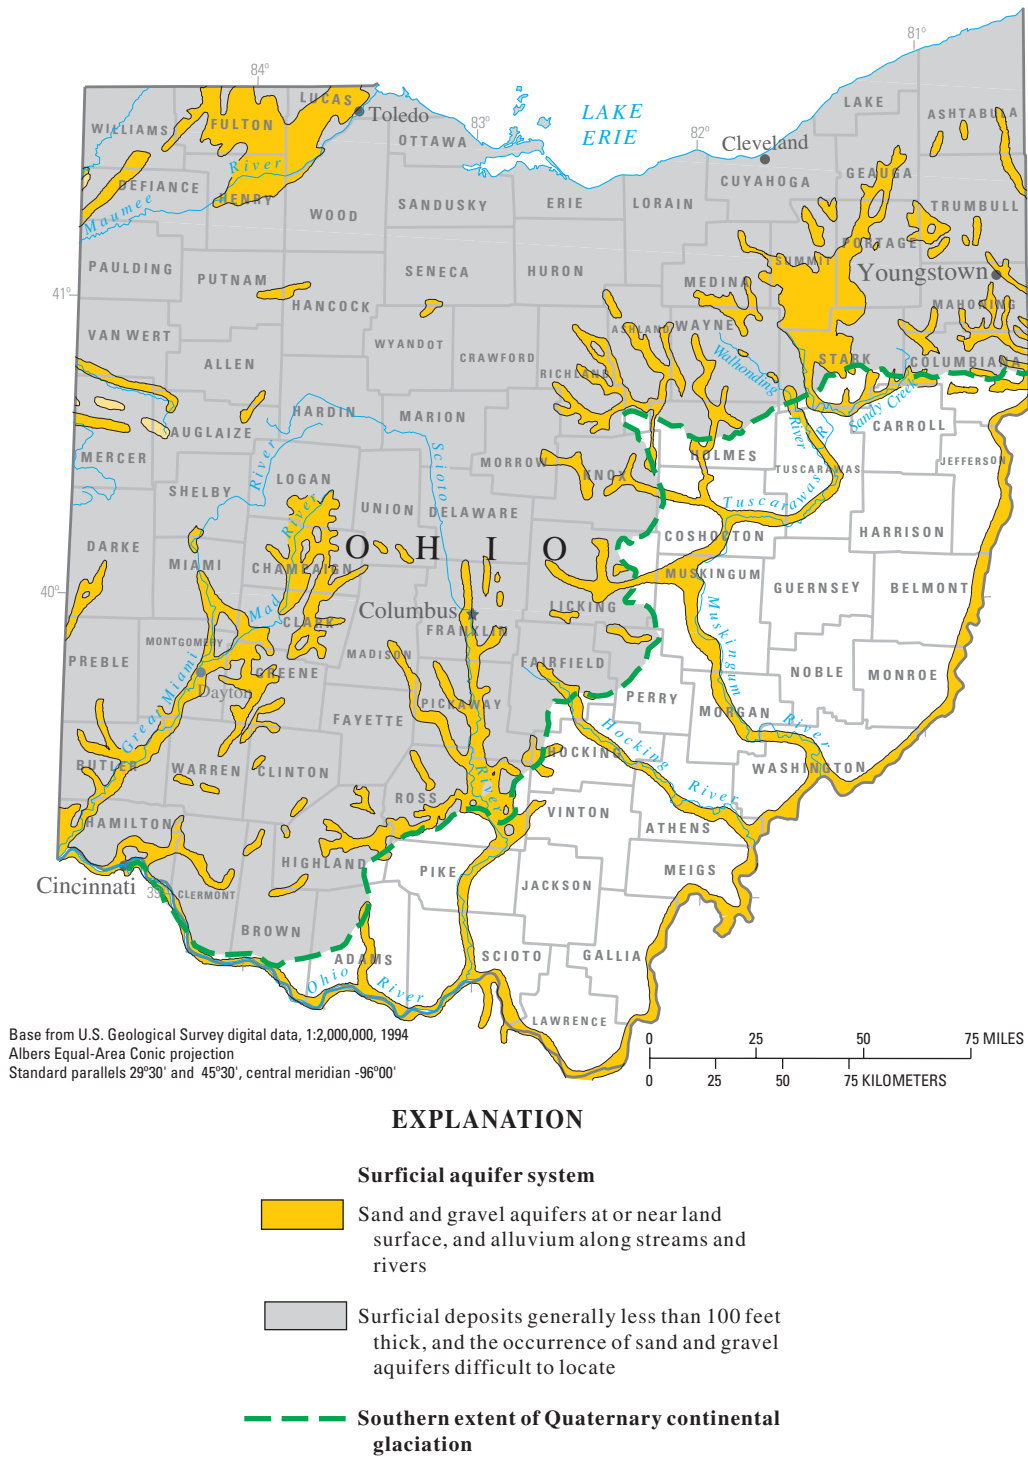 81°
84°
LAKE
LUCAS
LAKE
ERIE
ASHTABULA
Toledo
83°
WILLIAMS
FULTON
82°
OTTAWA
Cleveland
River
GEAUGA
CUYAHOGA
DEFIANCE
HENRY
Maumee
WOOD
SANDUSKY
ERIE
LORAIN
TRUMBULL
PORTAGE
SUMMIT
PAULDING
PUTNAM
SENECA
HURON
MEDINA
Youngstown
41°
HANCOCK
MAHONING
VAN WERT
WYANDOT
CRAWFORD
ASHLAND
WAYNE
ALLEN
RICHLAND
Walhonding
River
STARK
COLUMBIANA
Sandy Creek
HARDIN
MARION
AUGLAIZE
CARROLL
MERCER
River
Scioto
MORROW
HOLMES
R
TUSCARAWAS
JEFFERSON
SHELBY
LOGAN
KNOX
Tuscarawas
River
UNION
DELAWARE
COSHOCTON
HARRISON
DARKE
OHIO
MIAMI
CHAMPAIGN
MUSKINGUM
GUERNSEY
BELMONT
40°
Mad
Columbus
LICKING
CLARK
FRANKLIN
Muskingum
MONTGOMERY
MADISON
PREBLE
FAIRFIELD
NOBLE
MONROE
GREENE
Dayton
Great Miami
PERRY
PICKAWAY
MORGAN
FAYETTE
River
Hocking
HOCKING
BUTLER
WARREN
CLINTON
WASHINGTON
River
River
ROSS
VINTON
HAMILTON
ATHENS
HIGHLAND
PIKE
MEIGS
Cincinnati
39°
CLERMONT
JACKSON
BROWN
ADAMS
SCIOTO
GALLIA
Ohio
River
LAWRENCE
Base from U.S. Geological Survey digital data, 1:2,000,000, 1994
Albers Equal-Area Conic projection
Standard parallels 29°30' and 45°30', central meridian -96°00'
0 25 50 75 MILES
0 25 50 75 KILOMETERS
EXPLANATION
Surficial aquifer system
Sand and gravel aquifers at or near land
surface, and alluvium along streams and
rivers
Surficial deposits generally less than 100 feet
thick, and the occurrence of sand and gravel
aquifers difficult to locate
Southern extent of Quaternary continental
glaciation